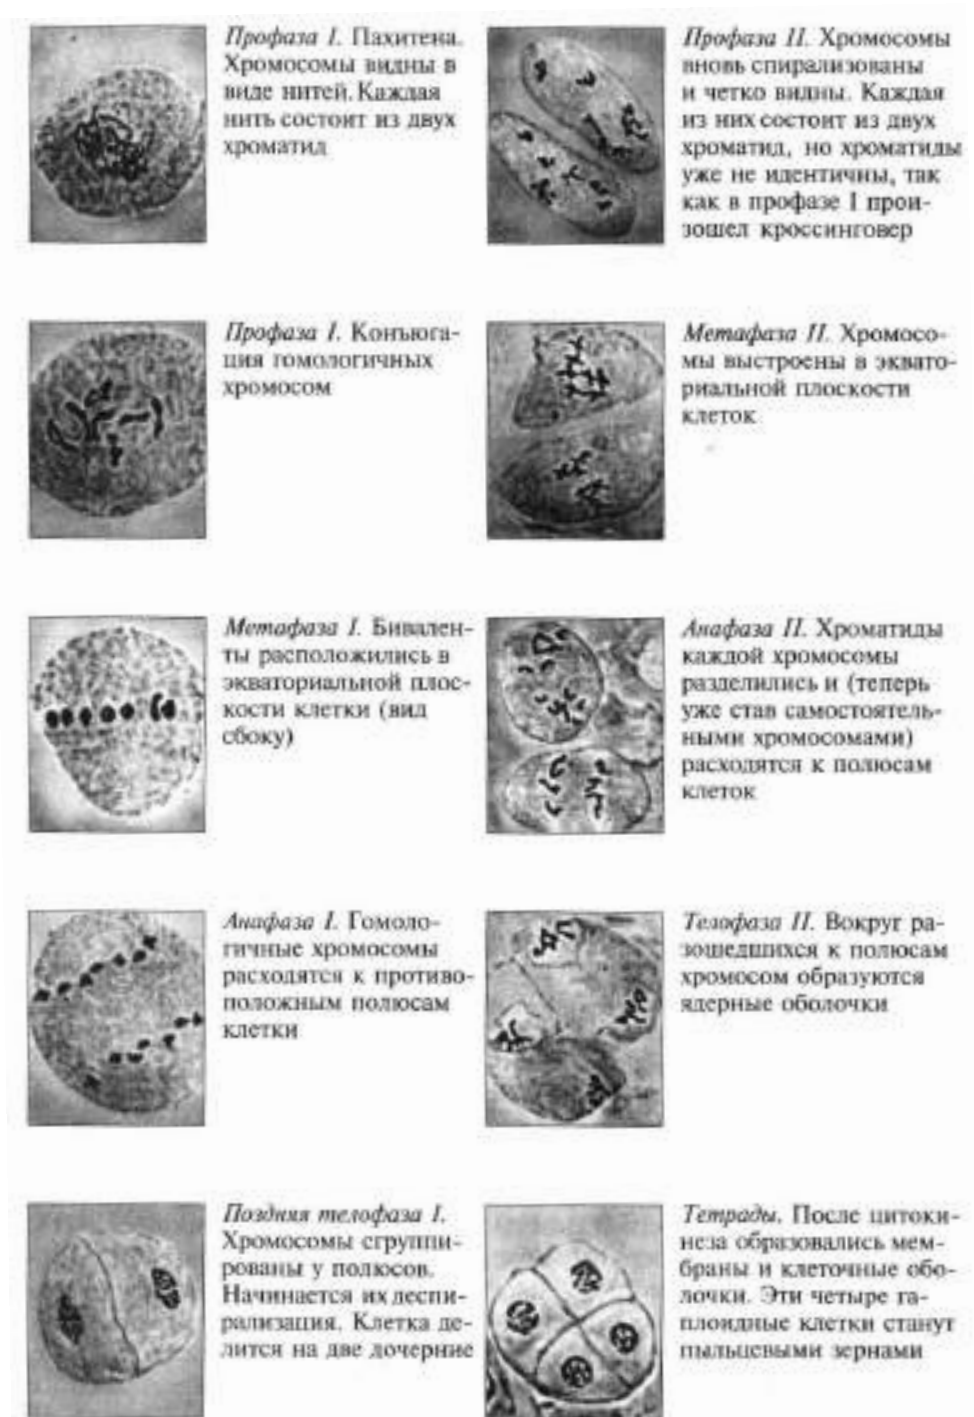 Профаза I. Пахитена.
Хромосомы видны в
виде нитей. Каждая
нить состоит из двух
хроматид
Профаза I. Конъюга-
ция гомологичных
хромосом
Метафаза I. Бивален-
ты расположились в
экваториальной плос-
кости клетки (вид
сбоку)
Анафаза I. Гомоло-
гичные хромосомы
расходятся к противо-
положным полюсам
клетки
Поздняя телофаза I.
Хромосомы сгруппи-
рованы у полюсов.
Начинается их деспи-
рализация. Клетка де-
лится на две дочерние
Профаза II. Хромосомы
вновь спирализованы
и четко видны. Каждая
из них состоит из двух
хроматид, но хроматиды
уже не идентичны, так
как в профазе I прои-
зошел кроссинговер
Метафаза II. Хромосо-
мы выстроены в эквато-
риальной плоскости
клеток
Анафаза II. Хроматиды
каждой хромосомы
разделились и (теперь
уже став самостоятель-
ными хромосомами)
расходятся к полюсам
клеток
Телофаза II. Вокруг ра-
зошедшихся к полюсам
хромосом образуются
ядерные оболочки
Тетрады. После цитоки-
неза образовались мем-
браны и клеточные обо-
лочки. Эти четыре га-
плоидные клетки станут
пыльцевыми зернами